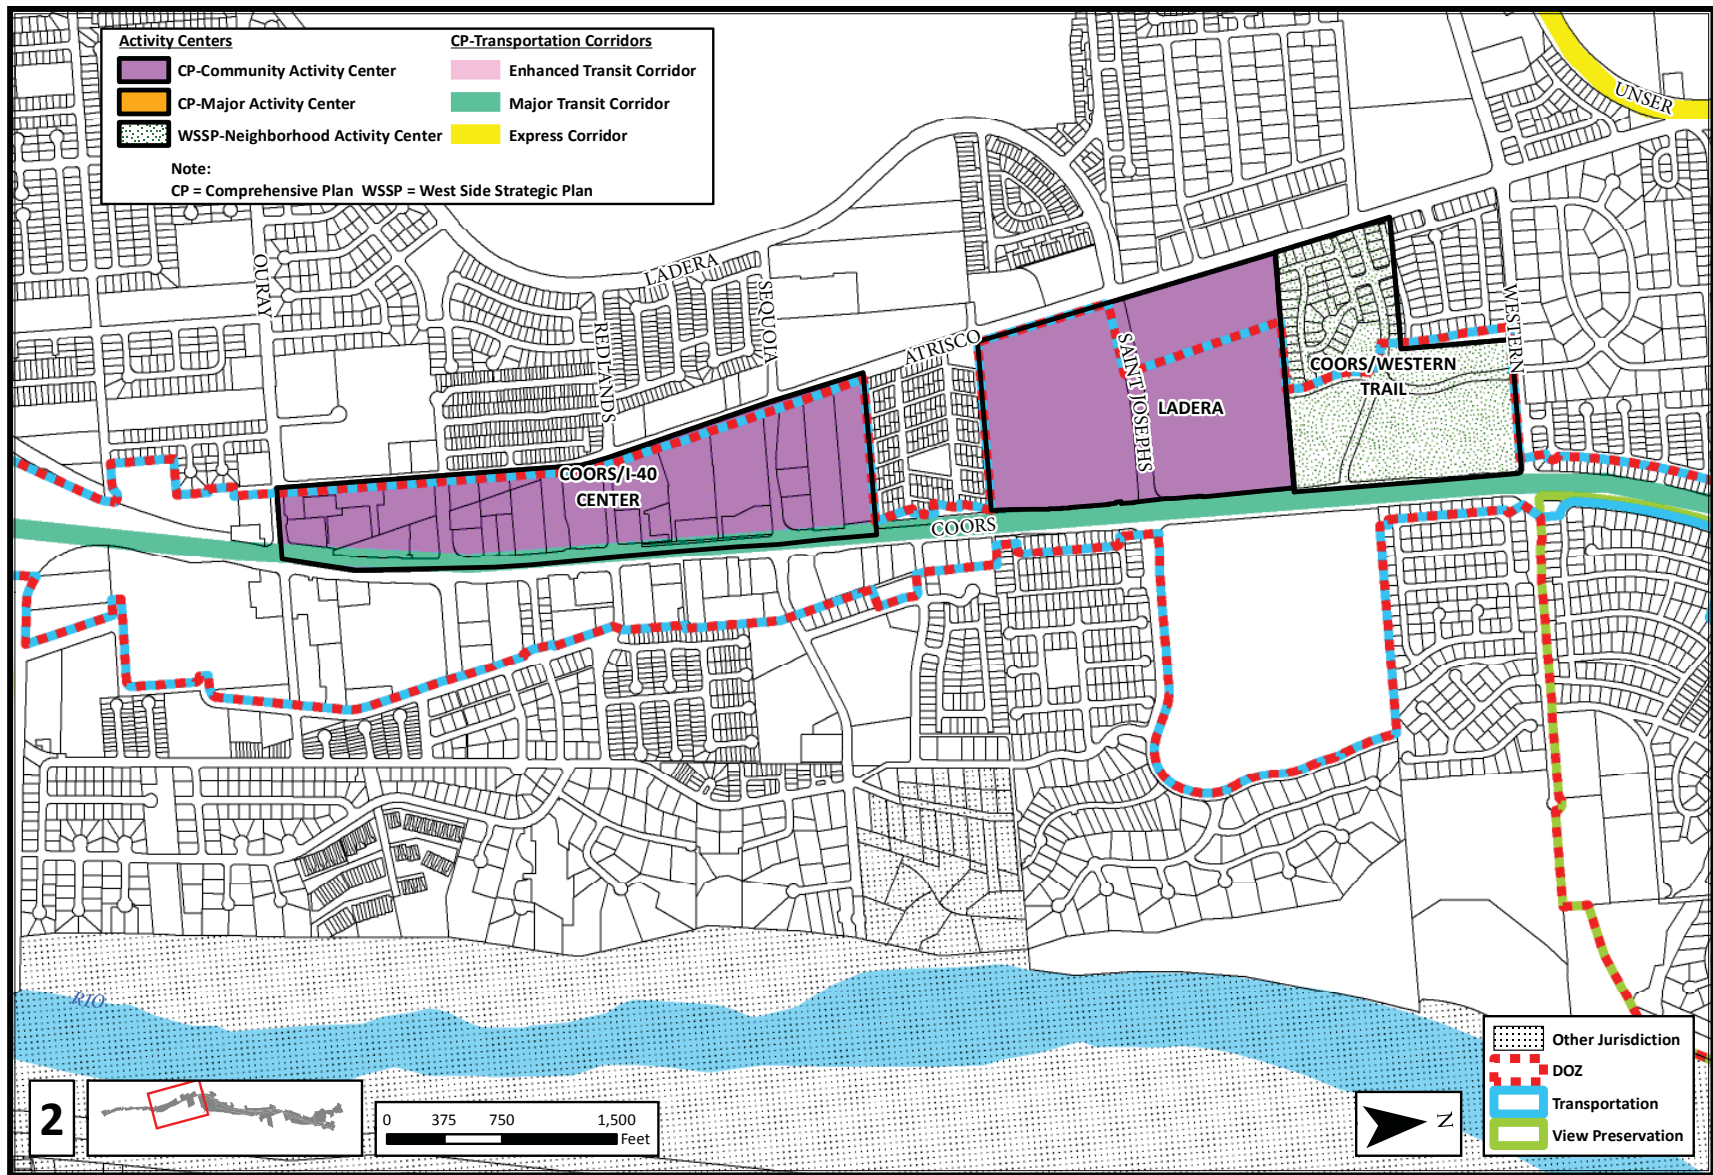 Activity Centers
CP-Community Activity Center
CP-Major Activity Center
WSSP-Neighborhood Activity Center
CP-Transportation Corridors
Enhanced Transit Corridor
Major Transit Corridor
Express Corridor
Note:
CP = Comprehensive Plan WSSP = West Side Strategic Plan
UNSER
OURAY
LADERA
SEQUOIA
REDLANDS
ATRISCO
SAINT JOSEPHS
WESTERN
COORS/WESTERN
TRAIL
LADERA
COORS/I-40
CENTER
COORS
RIO
2
0 375 750 1,500
Feet
N
Other Jurisdiction
DOZ
Transportation
View Preservation